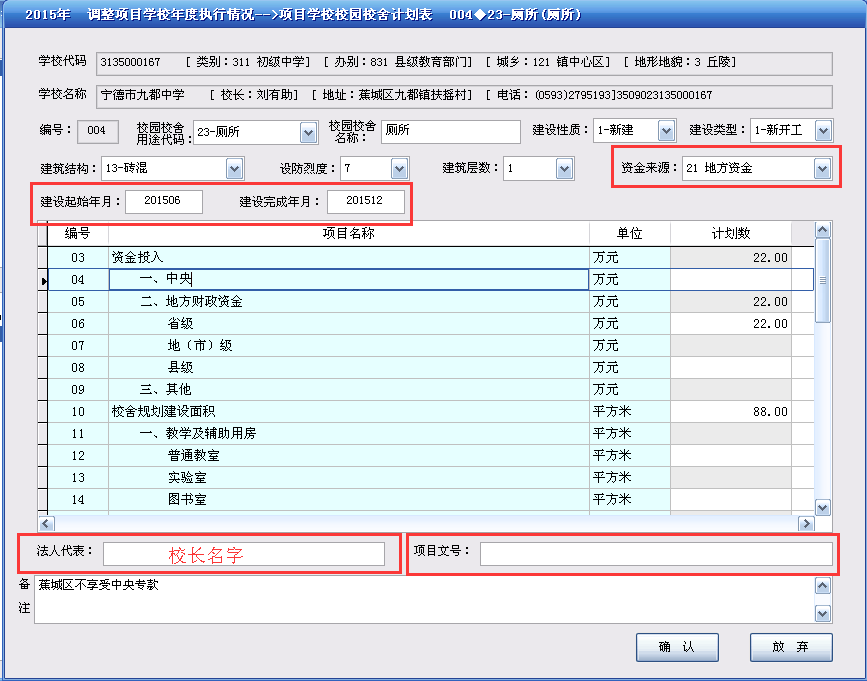 2015年 调整项目学校年度执行情况-->项目学校校园校舍计划表 004◆23-厕所(厕所)
学校代码 3135000167 [ 类别：311 初级中学] [ 办别：831 县级教育部门] [ 城乡：121 镇中心区] [ 地形地貌：3 丘陵]
学校名称 宁德市九都中学 [ 校长：刘有助] [ 地址：蕉城区九都镇扶摇村] [ 电话：(0593)2795193]3509023135000167
编号： 004 校园校舍用途代码： 23-厕所 校园校舍名称： 厕所 建设性质： 1-新建 建设类型： 1-新开工
建筑结构： 13-砖混 设防烈度： 7 建筑层数： 1 资金来源： 21 地方资金
建设起始年月： 201506 建设完成年月： 201512
编号 项目名称 单位 计划数
03 资金投入 万元 22.00
04 一、中央 万元
05 二、地方财政资金 万元 22.00
06 省级 万元 22.00
07 地（市）级 万元
08 县级 万元
09 三、其他 万元
10 校舍规划建设面积 平方米 88.00
11 一、教学及辅助用房 平方米
12 普通教室 平方米
13 实验室 平方米
14 图书室 平方米
法人代表： 校长名字 项目文号：
备注 蕉城区不享受中央专款
确 认 放 弃